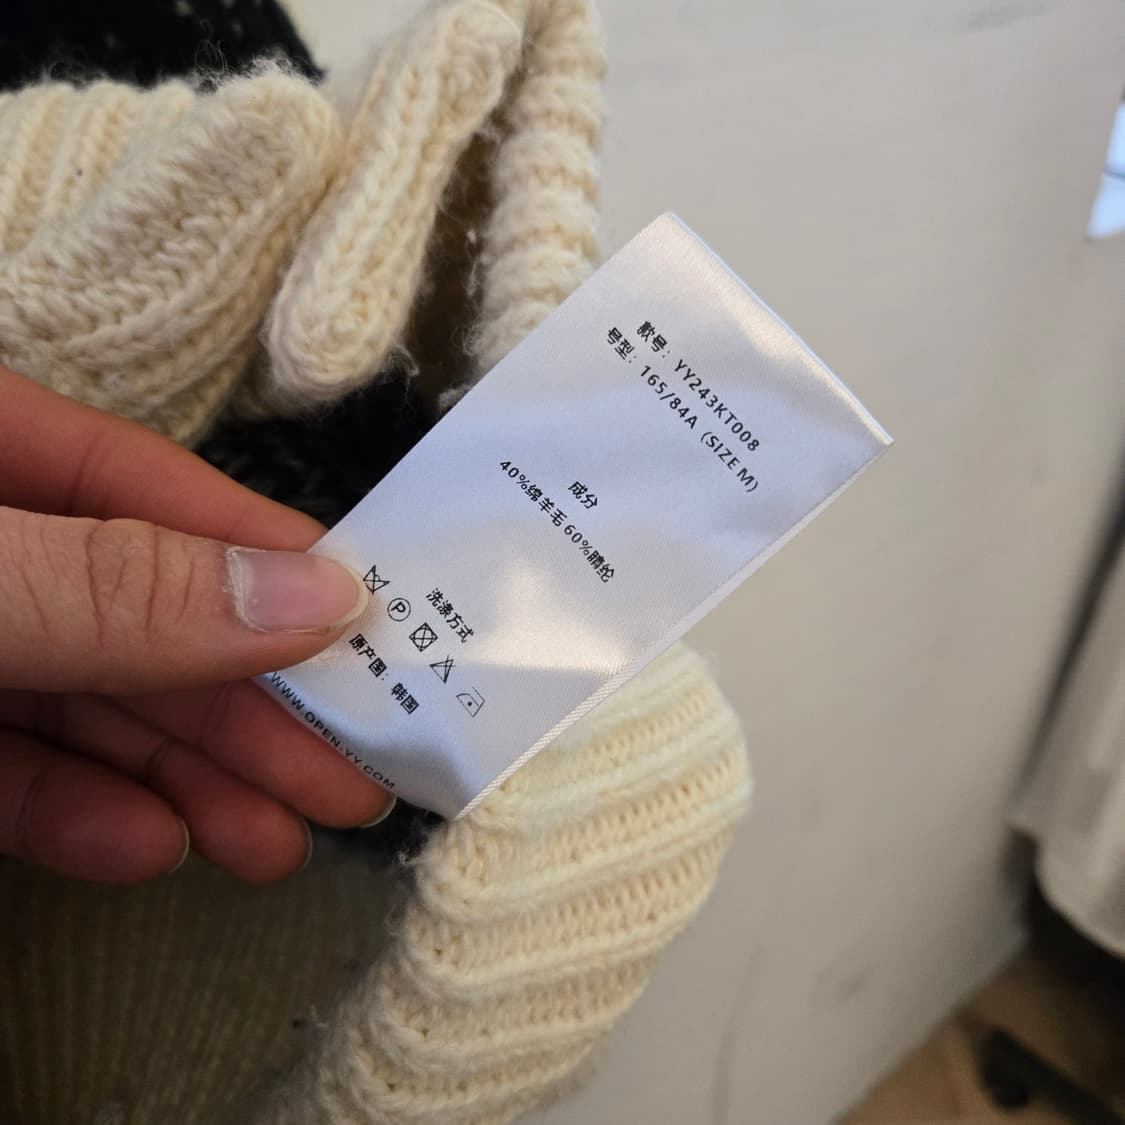 款号：YY243KT008
号型：165/84A (SIZE M)
成分
40%绵羊毛 60%腈纶
洗涤方式
P
原产国：韩国
WWW.OPEN-YY.COM